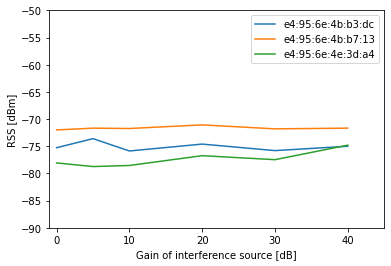 e4:95:6e:4b:b3:dc
e4:95:6e:4b:b7:13
e4:95:6e:4e:3d:a4
RSS [dBm]
−50
−55
−60
−65
−70
−75
−80
−85
−90
0
10
20
30
40
Gain of interference source [dB]